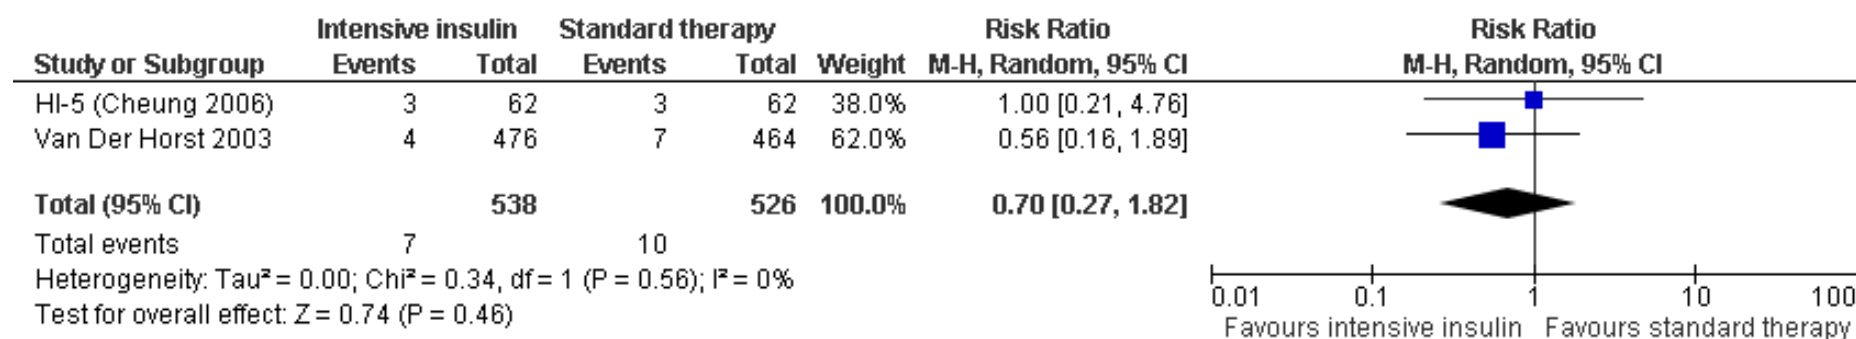 Intensive insulin Standard therapy Risk Ratio Risk Ratio
Study or Subgroup Events Total Events Total Weight M-H, Random, 95% CI M-H, Random, 95% CI
HI-5 (Cheung 2006) 3 62 3 62 38.0% 1.00 [0.21, 4.76]
Van Der Horst 2003 4 476 7 464 62.0% 0.56 [0.16, 1.89]
Total (95% CI) 538 526 100.0% 0.70 [0.27, 1.82]
Total events 7 10
Heterogeneity: Tau² = 0.00; Chi² = 0.34, df = 1 (P = 0.56); I² = 0%
Test for overall effect: Z = 0.74 (P = 0.46)
0.01 0.1 1 10 100
Favours intensive insulin Favours standard therapy